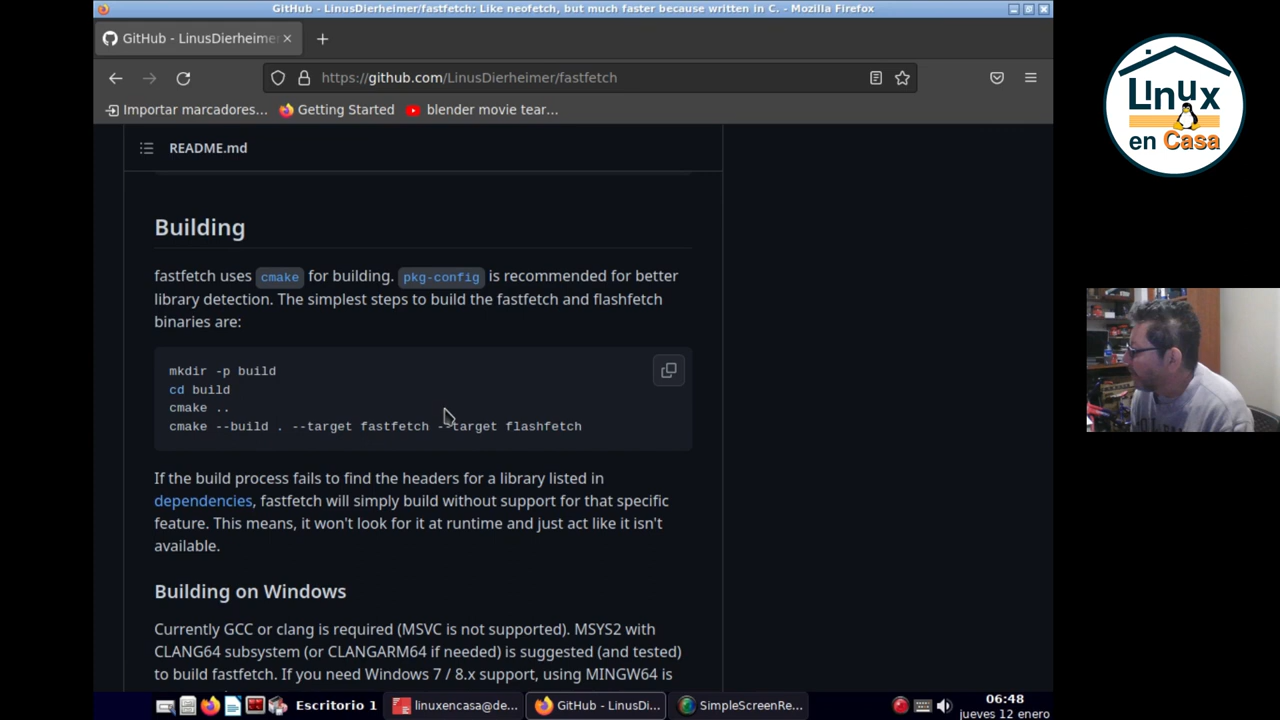 GitHub - LinusDierheimer/fastfetch: Like neofetch, but much faster because written in C. - Mozilla Firefox
GitHub - LinusDierheime
https://github.com/LinusDierheimer/fastfetch
Importar marcadores...
Getting Started
blender movie tear...
README.md
Building
fastfetch uses cmake for building. pkg-config is recommended for better
library detection. The simplest steps to build the fastfetch and flashfetch
binaries are:
mkdir -p build
cd build
cmake ..
cmake --build . --target fastfetch --target flashfetch
If the build process fails to find the headers for a library listed in
dependencies, fastfetch will simply build without support for that specific
feature. This means, it won't look for it at runtime and just act like it isn't
available.
Building on Windows
Currently GCC or clang is required (MSVC is not supported). MSYS2 with
CLANG64 subsystem (or CLANGARM64 if needed) is suggested (and tested)
to build fastfetch. If you need Windows 7 / 8.x support, using MINGW64 is
Escritorio 1
linuxencasa@de...
GitHub - LinusDi...
SimpleScreenRe...
06:48
jueves 12 enero
Linux
en Casa